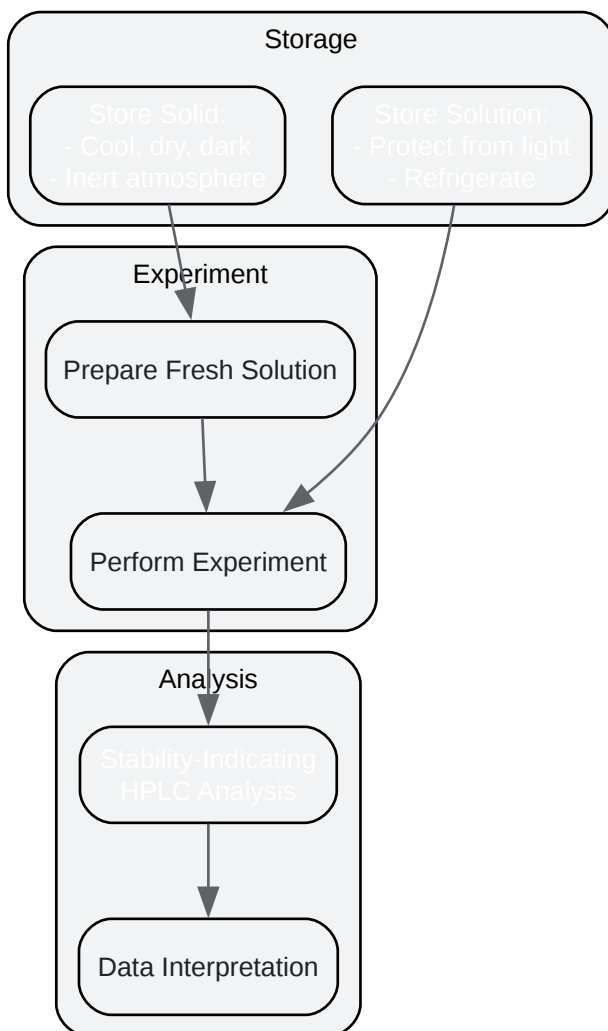 Storage
Store Solid:
- Cool, dry, dark
- Inert atmosphere
Store Solution:
- Protect from light
- Refrigerate
Experiment
Prepare Fresh Solution
Perform Experiment
Analysis
Stability-Indicating
HPLC Analysis
Data Interpretation